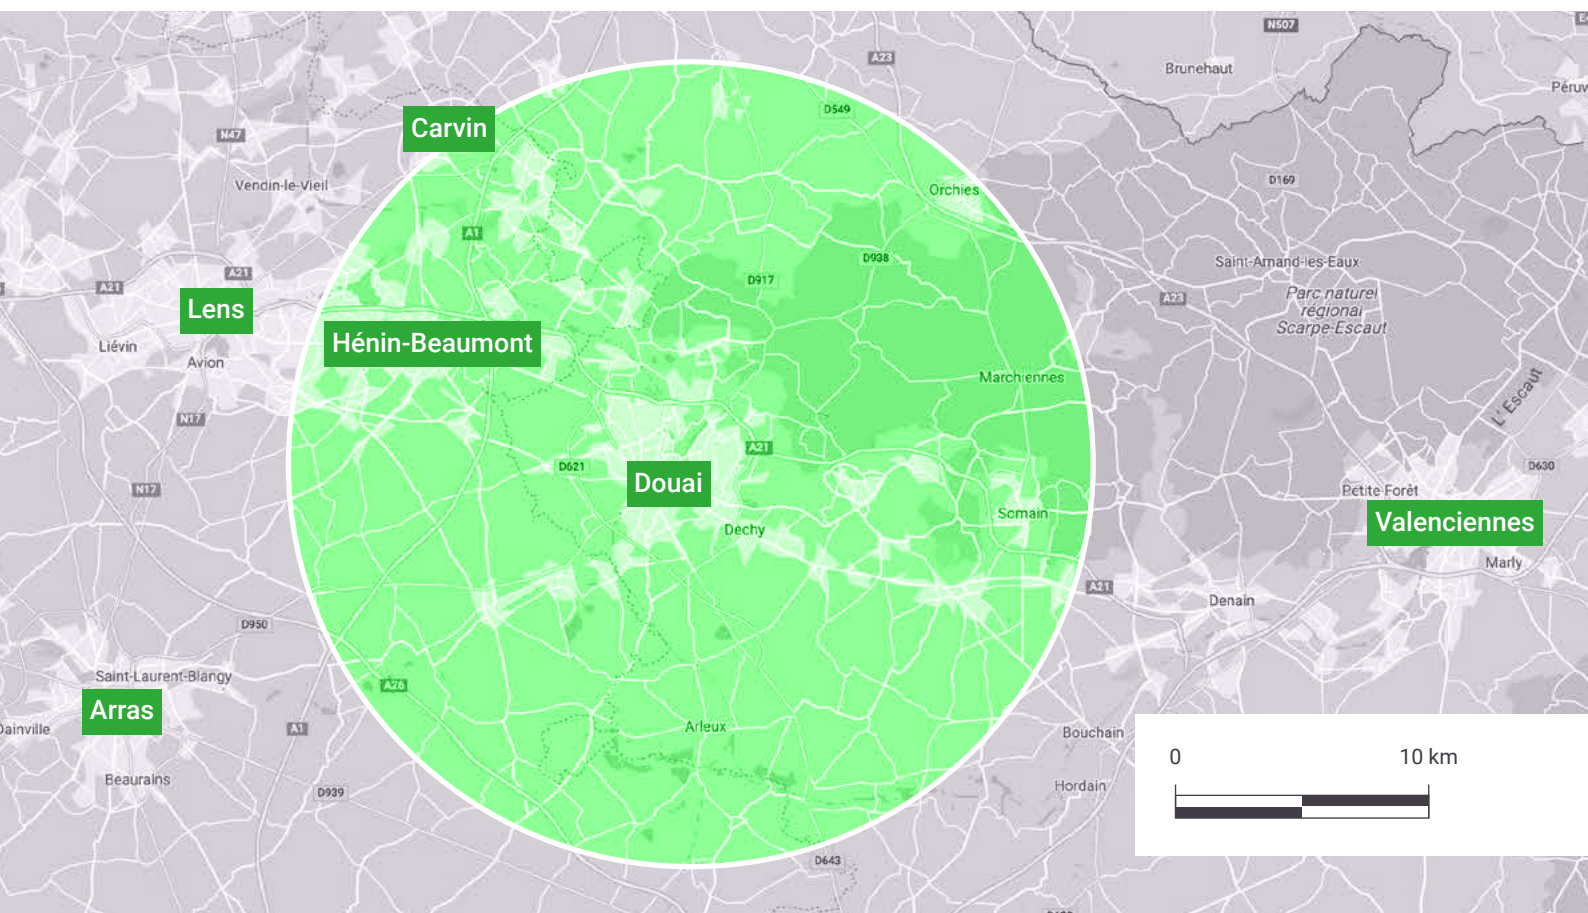 N507
A23
Brunehaut
D549
Carvin
N47
Vendin-le-Vieil
D169
Orchies
A1
D938
Saint-Amand-les-Eaux
A21
A21
D917
Parc naturel
régional
Scarpe-Escaut
A23
Lens
Hénin-Beaumont
Liévin
Avion
Marchiennes
L'Escaut
N17
A21
D621
D630
Douai
N17
Petite-Forêt
Somain
Valenciennes
Dechy
Marly
A21
Denain
D950
Saint-Laurent-Blangy
A26
Arras
Dainville
A1
Arleux
Bouchain
0
10 km
Beaurains
D939
Hordain
D643